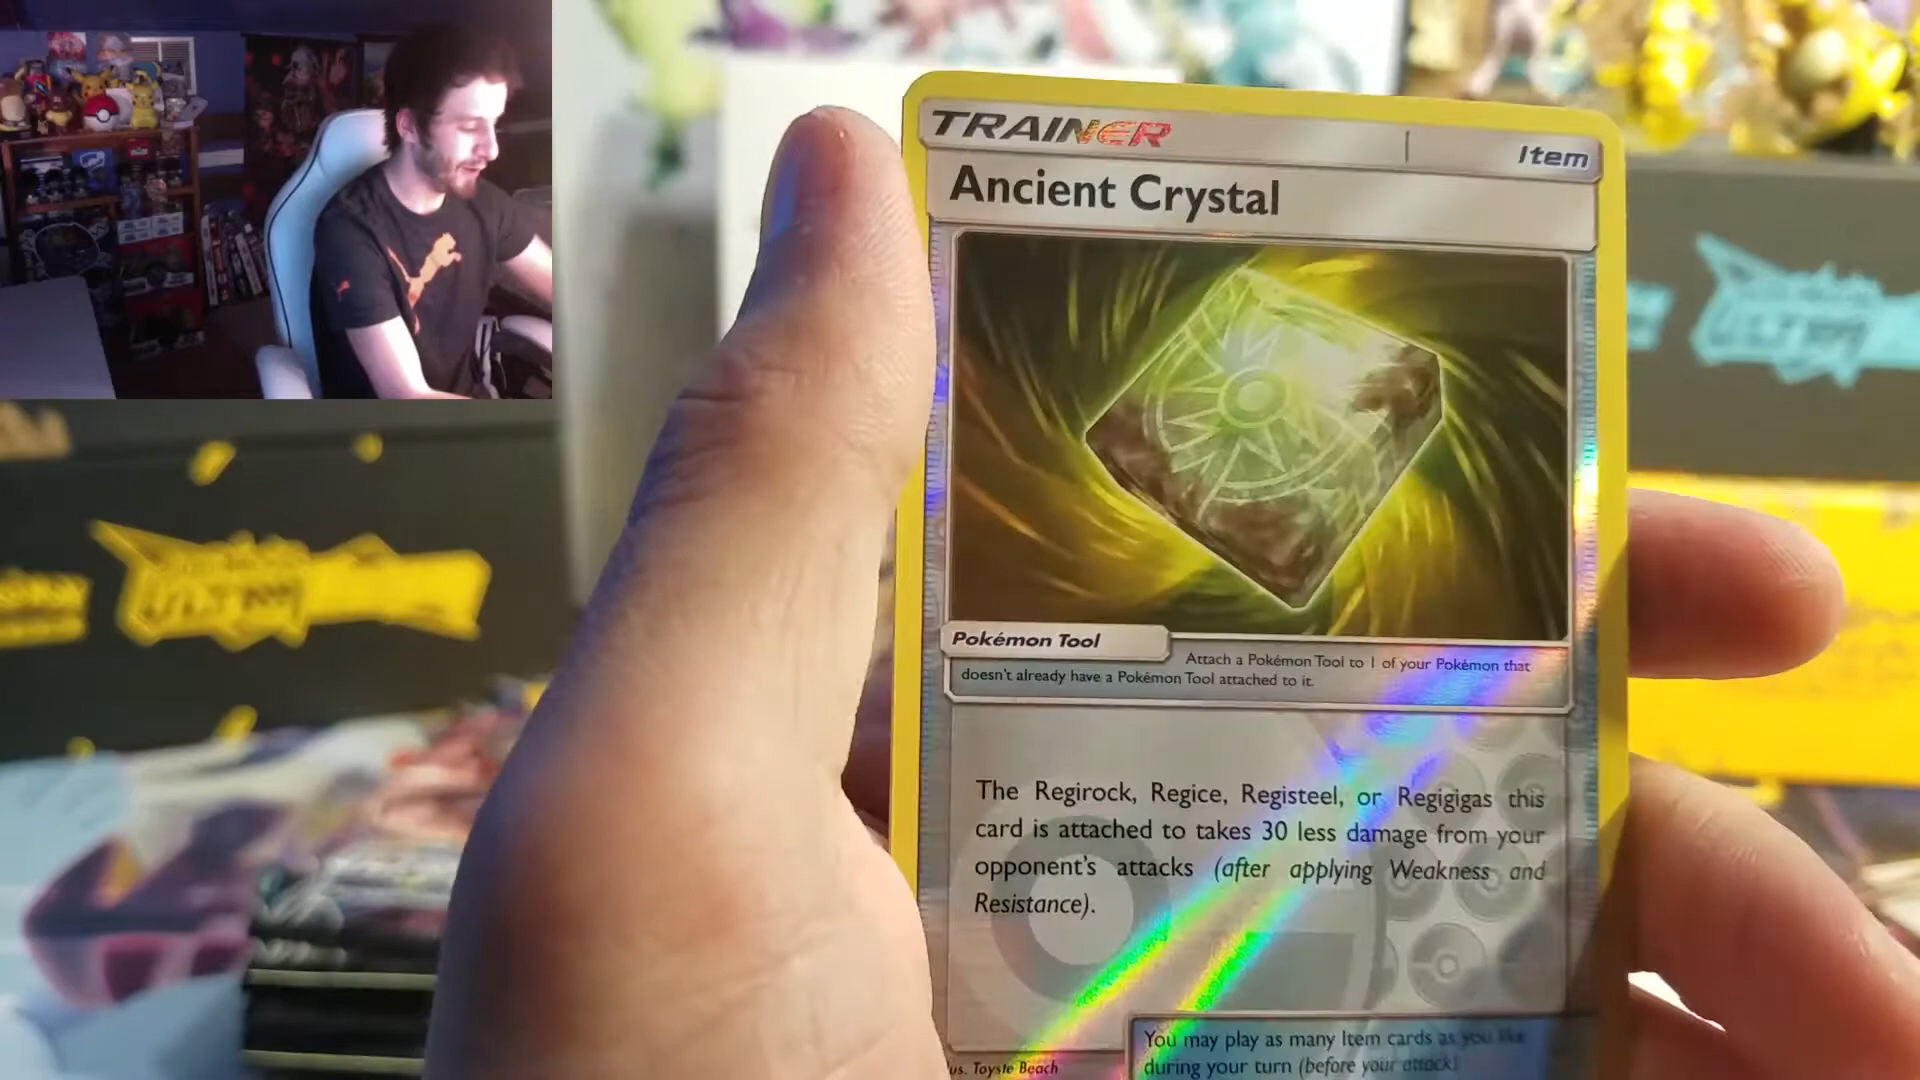 TRAINER
Item
Ancient Crystal
Pokémon Tool
Attach a Pokémon Tool to 1 of your Pokémon that
doesn't already have a Pokémon Tool attached to it.
The Regirock, Regice, Registeel, or Regigigas this
card is attached to takes 30 less damage from your
opponent's attacks (after applying Weakness and
Resistance).
You may play as many Item cards as you like
during your turn (before your attack)
us. Toyste Beach
ULTRA